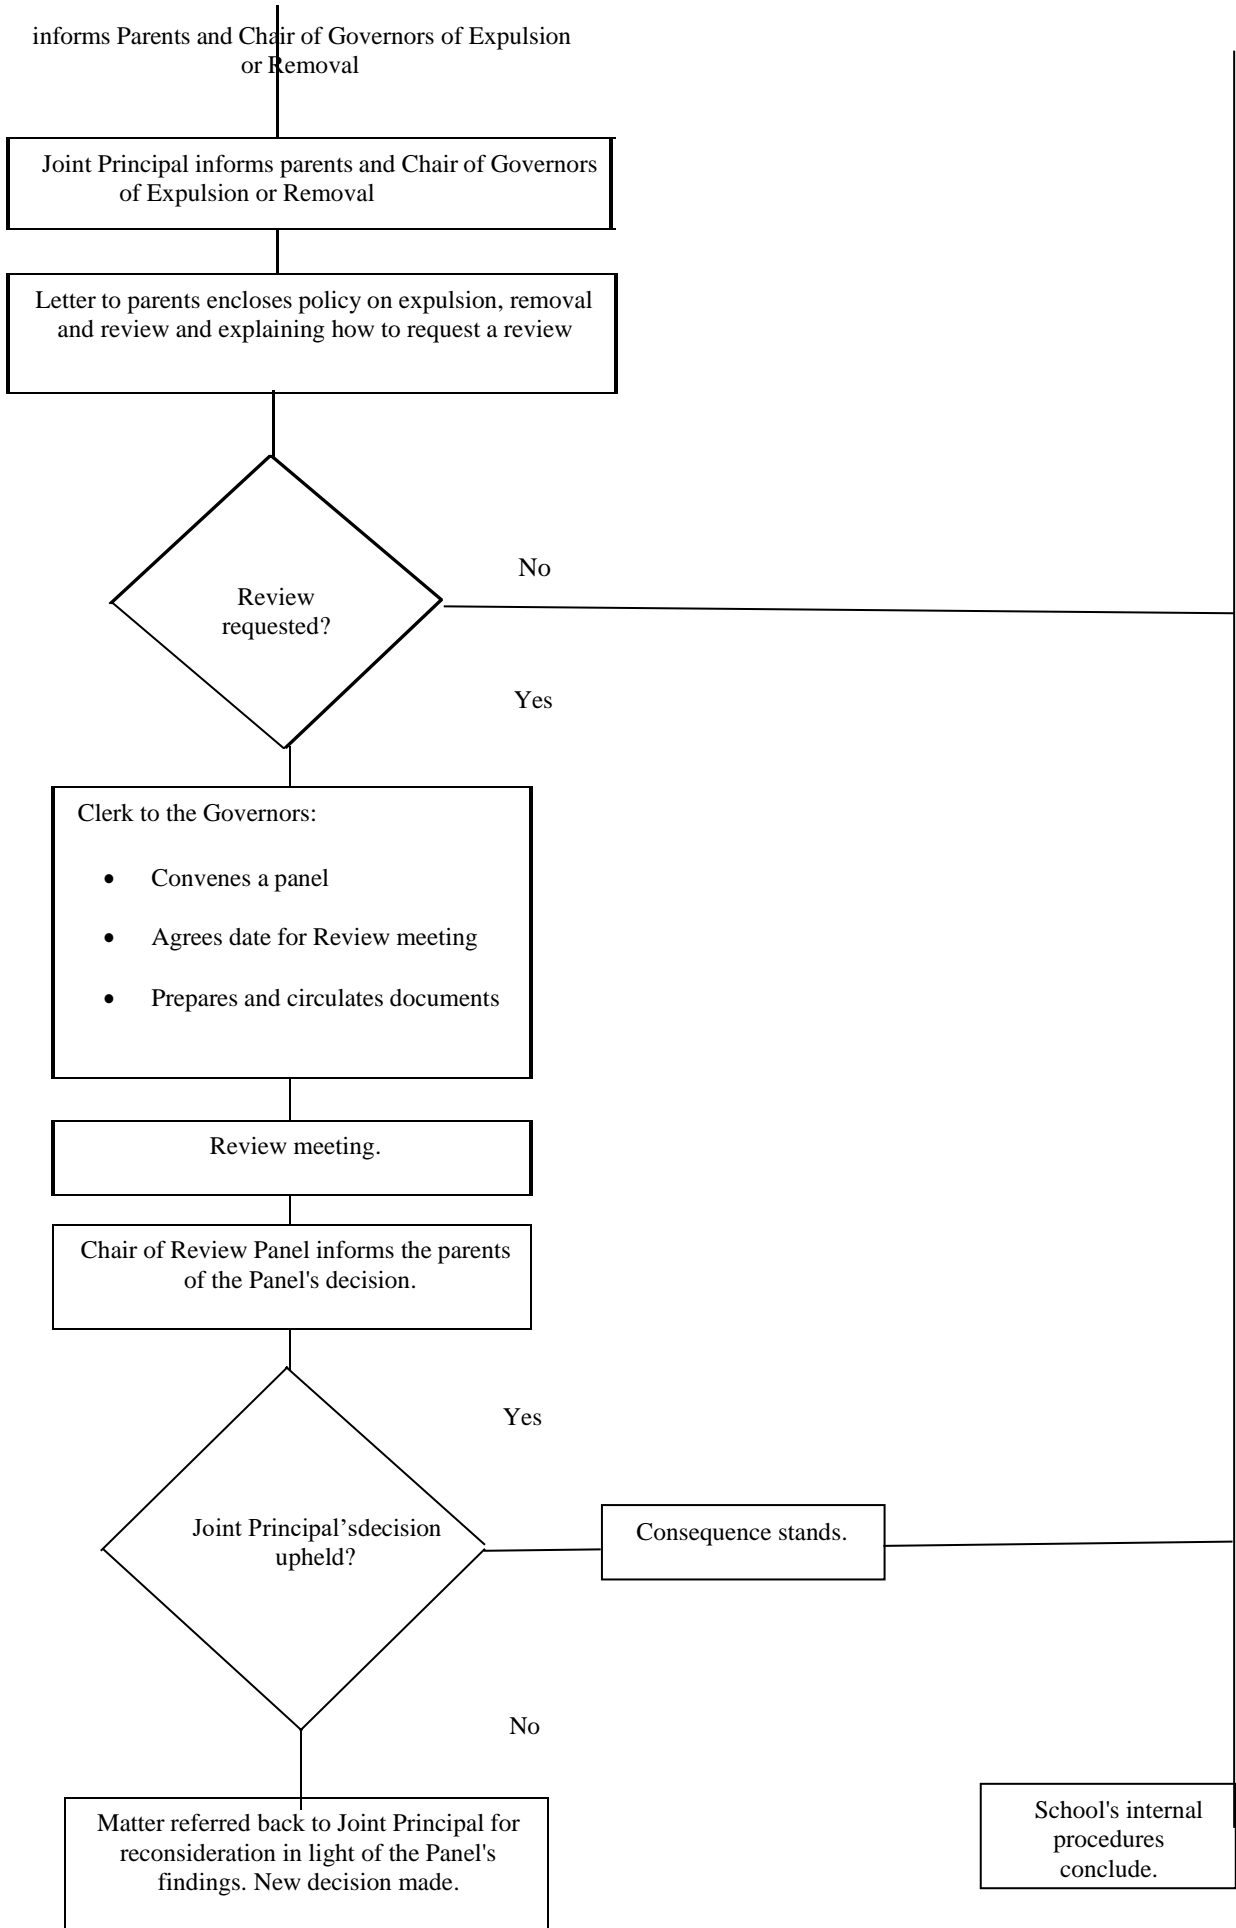 informs Parents and Chair of Governors of Expulsion
or Removal
Joint Principal informs parents and Chair of Governors
of Expulsion or Removal
Letter to parents encloses policy on expulsion, removal
and review and explaining how to request a review
No
Review
requested?
Yes
Clerk to the Governors:
• Convenes a panel
• Agrees date for Review meeting
• Prepares and circulates documents
Review meeting.
Chair of Review Panel informs the parents
of the Panel's decision.
Yes
Joint Principal’sdecision
upheld?
Consequence stands.
No
Matter referred back to Joint Principal for
reconsideration in light of the Panel's
findings. New decision made.
School's internal
procedures
conclude.